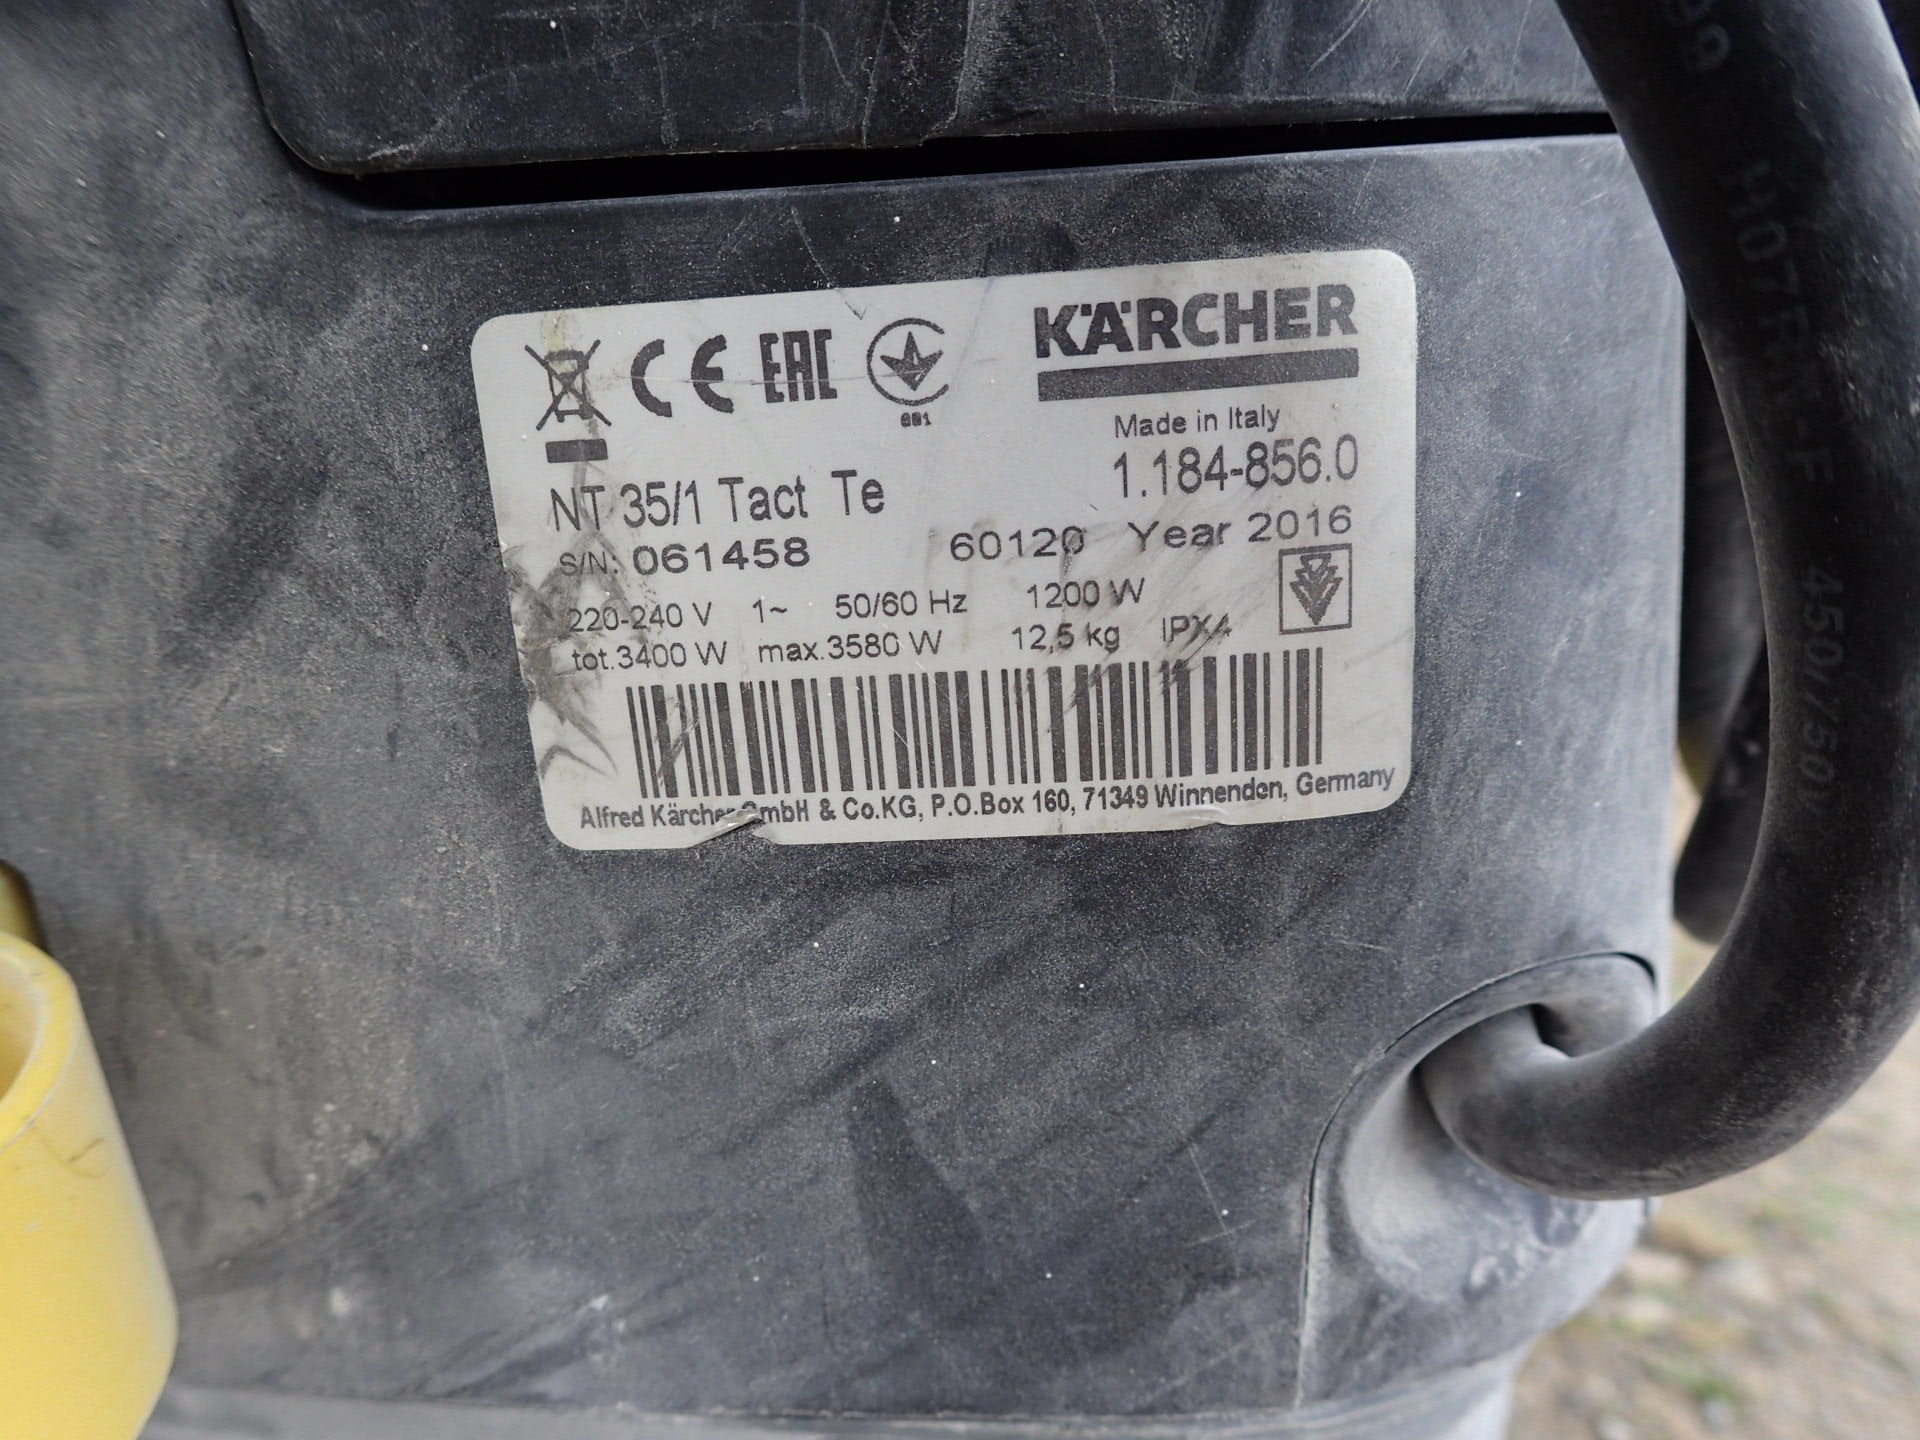 EAC
001
KÄRCHER
Made in Italy
1.184-856.0
NT 35/1 Tact Te
S/N: 061458 60120 Year 2016
220-240 V 1~ 50/60 Hz 1200 W
tot.3400 W max.3580 W 12,5 kg IPX4
Alfred Kärcher GmbH & Co.KG, P.O.Box 160, 71349 Winnenden, Germany
450/750V